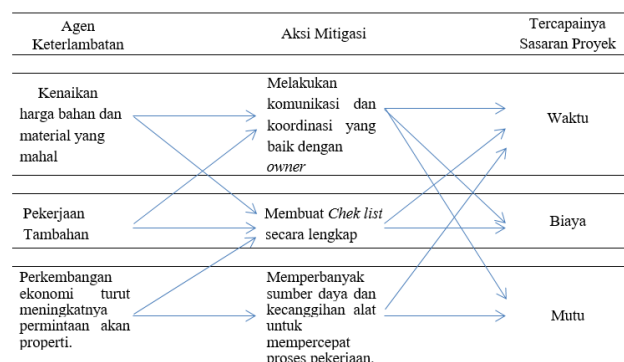 Agen
Keterlambatan
Aksi Mitigasi
Tercapainya
Sasaran Proyek
Kenaikan
harga bahan dan
material yang
mahal
Melakukan
komunikasi dan
koordinasi yang
baik dengan
owner
Waktu
Pekerjaan
Tambahan
Membuat Chek list
secara lengkap
Biaya
Perkembangan
ekonomi turut
meningkatnya
permintaan akan
properti.
Memperbanyak
sumber daya dan
kecanggihan alat
untuk
mempercepat
proses pekerjaan.
Mutu